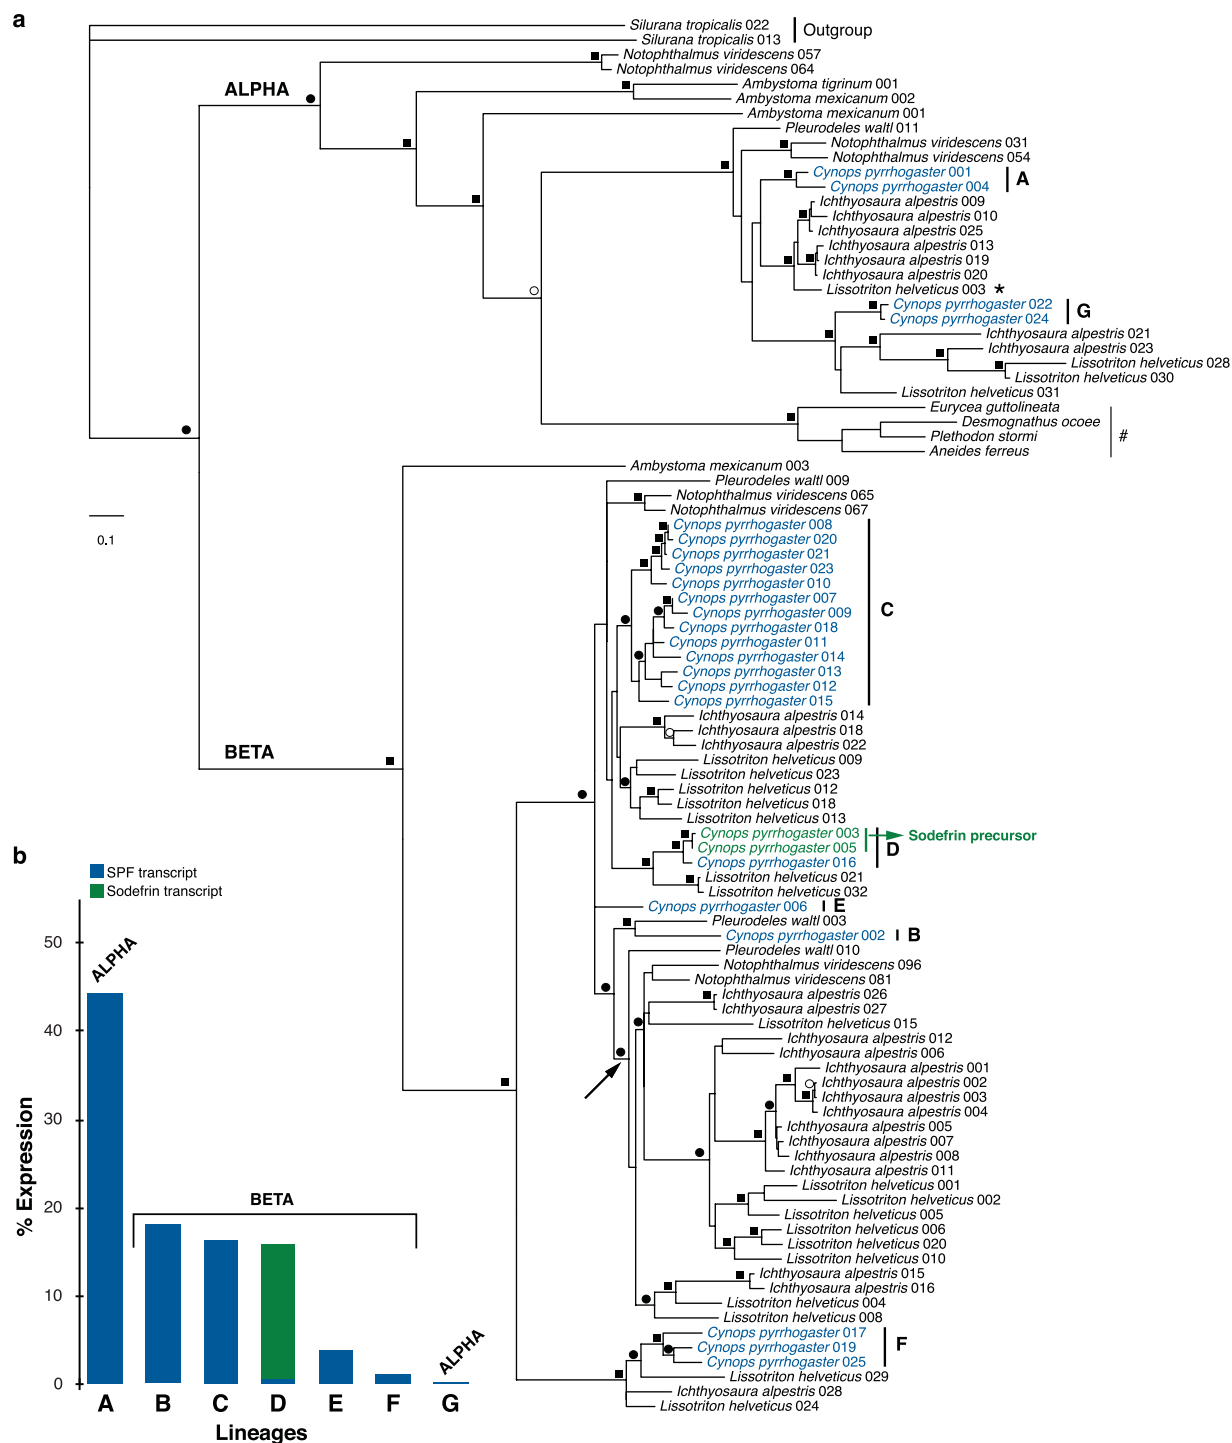 a
Silurana tropicalis 022
Silurana tropicalis 013
Outgroup
Notophthalmus viridescens 057
Notophthalmus viridescens 064
ALPHA
Ambystoma tigrinum 001
Ambystoma mexicanum 002
Ambystoma mexicanum 001
Pleurodeles waltl 011
Notophthalmus viridescens 031
Notophthalmus viridescens 054
Cynops pyrrhogaster 001
Cynops pyrrhogaster 004
A
Ichthyosaura alpestris 009
Ichthyosaura alpestris 010
Ichthyosaura alpestris 025
Ichthyosaura alpestris 013
Ichthyosaura alpestris 019
Ichthyosaura alpestris 020
Lissotriton helveticus 003 *
Cynops pyrrhogaster 022
Cynops pyrrhogaster 024
G
Ichthyosaura alpestris 021
Ichthyosaura alpestris 023
Lissotriton helveticus 028
Lissotriton helveticus 030
Lissotriton helveticus 031
Eurycea guttolineata
Desmognathus ocoee
Plethodon stormi
Aneides ferreus
#
0.1
Ambystoma mexicanum 003
Pleurodeles waltl 009
Notophthalmus viridescens 065
Notophthalmus viridescens 067
Cynops pyrrhogaster 008
Cynops pyrrhogaster 020
Cynops pyrrhogaster 021
Cynops pyrrhogaster 023
Cynops pyrrhogaster 010
Cynops pyrrhogaster 007
Cynops pyrrhogaster 009
Cynops pyrrhogaster 018
Cynops pyrrhogaster 011
Cynops pyrrhogaster 014
Cynops pyrrhogaster 013
Cynops pyrrhogaster 012
Cynops pyrrhogaster 015
C
Ichthyosaura alpestris 014
Ichthyosaura alpestris 018
Ichthyosaura alpestris 022
BETA
Lissotriton helveticus 009
Lissotriton helveticus 023
Lissotriton helveticus 012
Lissotriton helveticus 018
Lissotriton helveticus 013
Cynops pyrrhogaster 003
Cynops pyrrhogaster 005
Cynops pyrrhogaster 016
Sodefrin precursor
D
Lissotriton helveticus 021
Lissotriton helveticus 032
Cynops pyrrhogaster 006
E
Pleurodeles waltl 003
Cynops pyrrhogaster 002
B
Pleurodeles waltl 010
Notophthalmus viridescens 096
Notophthalmus viridescens 081
Ichthyosaura alpestris 026
Ichthyosaura alpestris 027
Lissotriton helveticus 015
Ichthyosaura alpestris 012
Ichthyosaura alpestris 006
Ichthyosaura alpestris 001
Ichthyosaura alpestris 002
Ichthyosaura alpestris 003
Ichthyosaura alpestris 004
Ichthyosaura alpestris 005
Ichthyosaura alpestris 007
Ichthyosaura alpestris 008
Ichthyosaura alpestris 011
Lissotriton helveticus 001
Lissotriton helveticus 002
Lissotriton helveticus 005
Lissotriton helveticus 006
Lissotriton helveticus 020
Lissotriton helveticus 010
Ichthyosaura alpestris 015
Ichthyosaura alpestris 016
Lissotriton helveticus 004
Lissotriton helveticus 008
Cynops pyrrhogaster 017
Cynops pyrrhogaster 019
Cynops pyrrhogaster 025
F
Lissotriton helveticus 029
Ichthyosaura alpestris 028
Lissotriton helveticus 024
b
SPF transcript
Sodefrin transcript
% Expression
50
40
30
20
10
0
ALPHA
BETA
ALPHA
A B C D E F G
Lineages